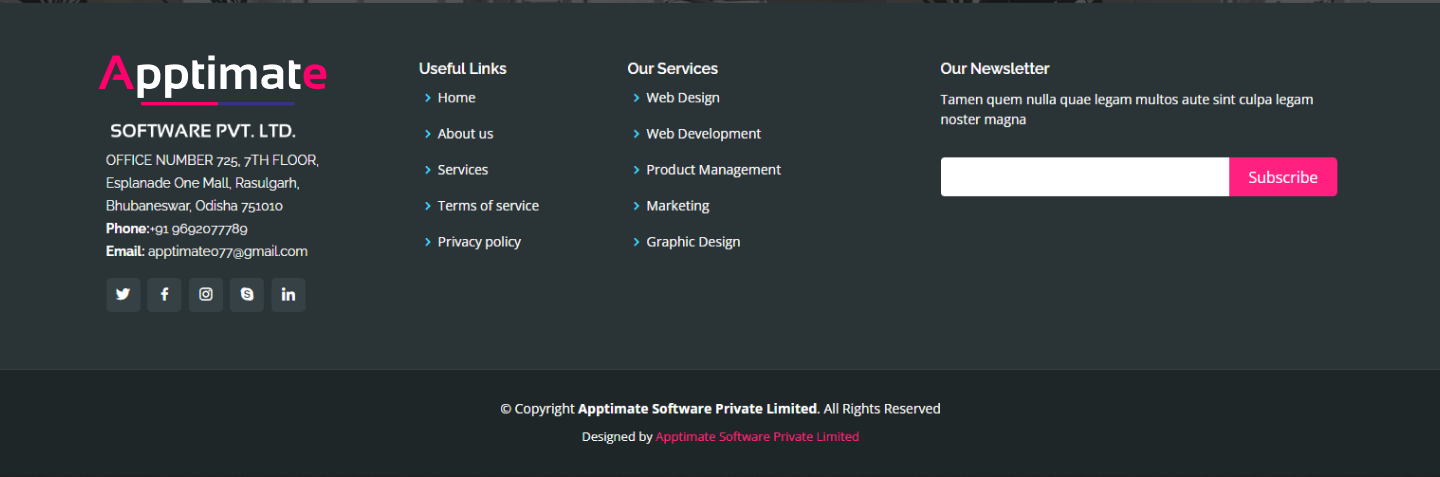 Apptimate
SOFTWARE PVT. LTD.
OFFICE NUMBER 725, 7TH FLOOR,
Esplanade One Mall, Rasulgarh,
Bhubaneswar, Odisha 751010
Phone:+91 9692077789
Email: apptimate077@gmail.com
Useful Links
Home
About us
Services
Terms of service
Privacy policy
Our Services
Web Design
Web Development
Product Management
Marketing
Graphic Design
Our Newsletter
Tamen quem nulla quae legam multos aute sint culpa legam
noster magna
Subscribe
© Copyright Apptimate Software Private Limited. All Rights Reserved
Designed by Apptimate Software Private Limited